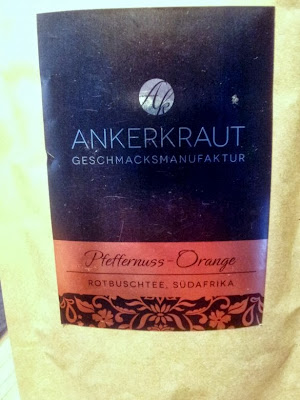 Ak
ANKERKRAUT
GESCHMACKSMANUFAKTUR
Pfeffernuss-Orange
ROTBUSCHTEE, SÜDAFRIKA